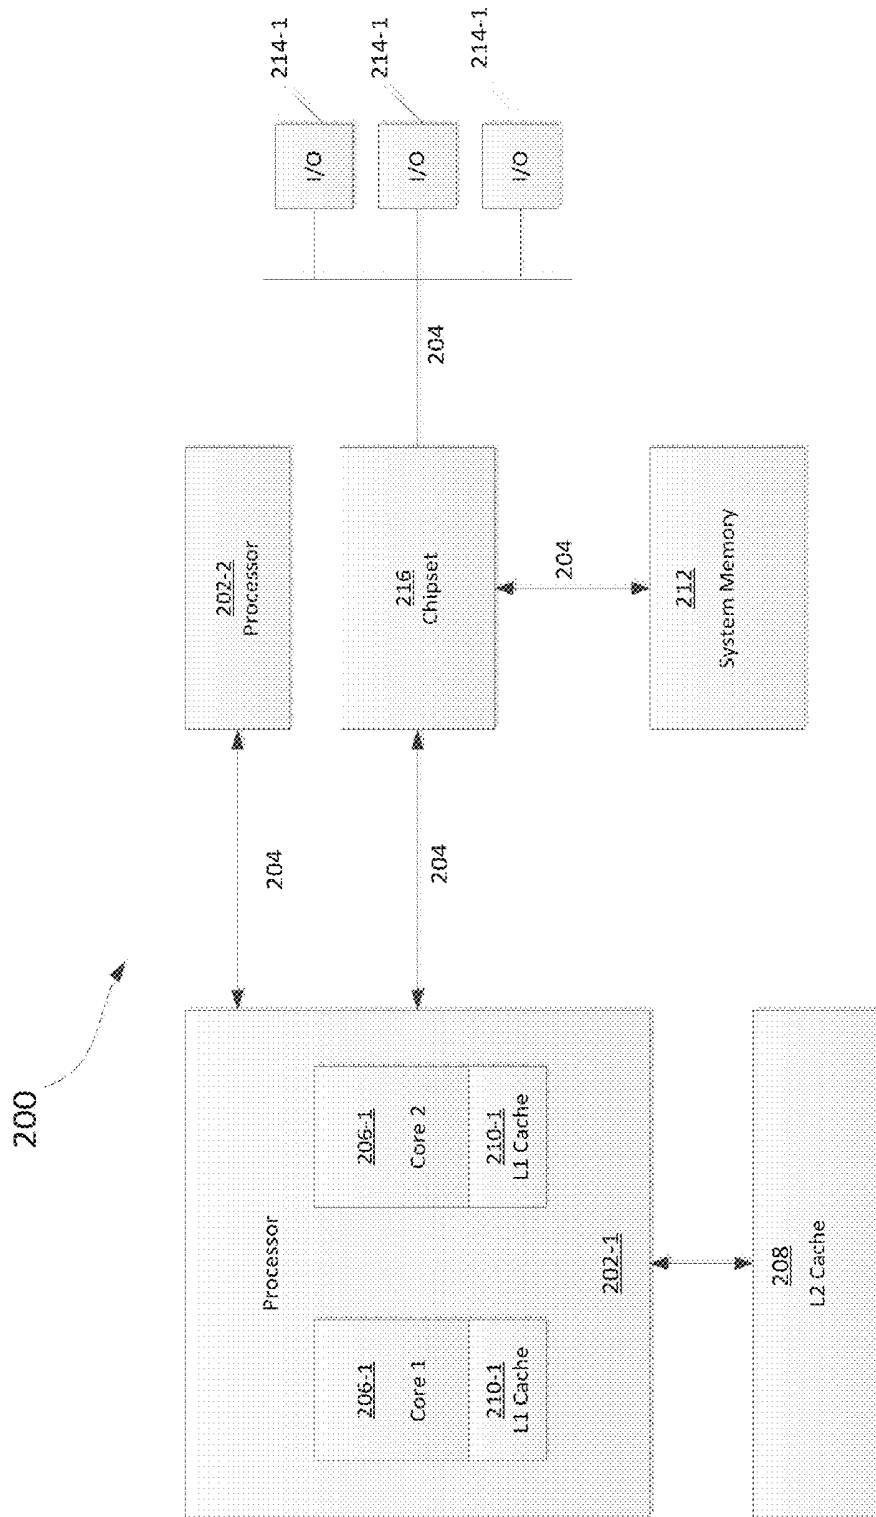 200
Processor
206-1
Core 1
210-1
L1 Cache
206-1
Core 2
210-1
L1 Cache
202-1
208
L2 Cache
204
204
202-2
Processor
216
Chipset
204
212
System Memory
204
I/O
214-1
I/O
214-1
I/O
214-1